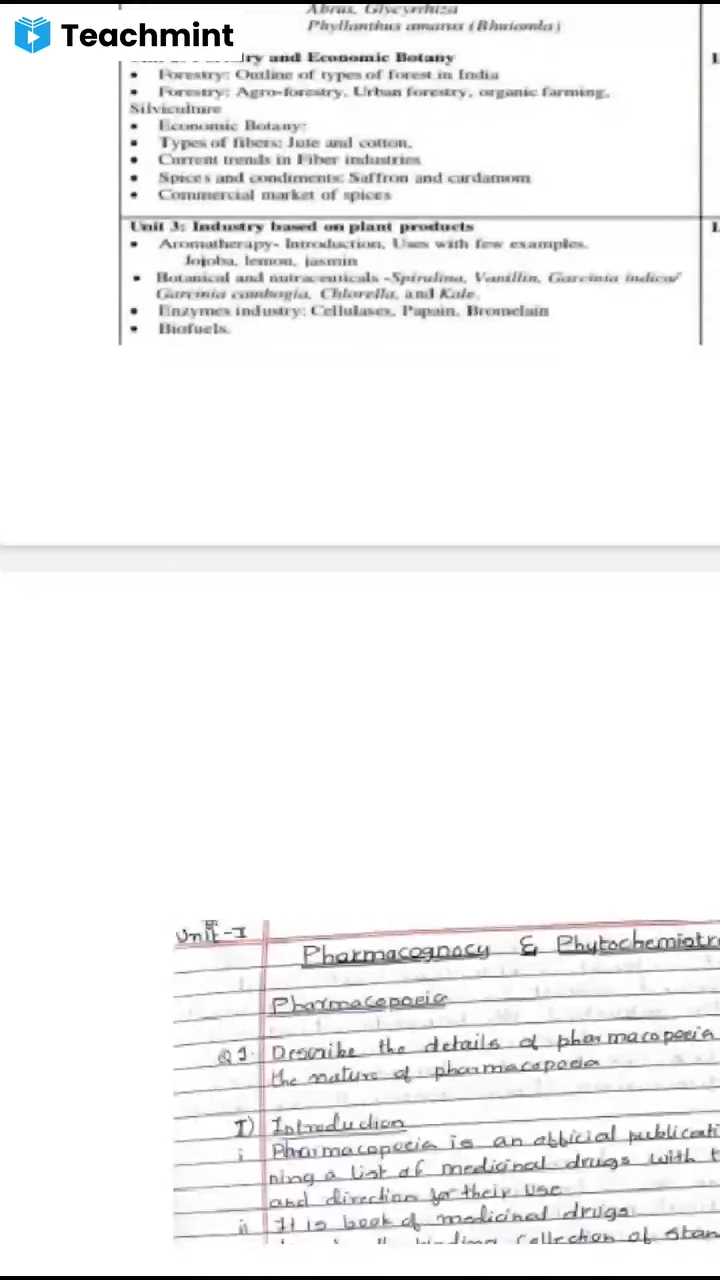 Abrus, Glycyrrhiza
Teachmint
Phyllanthus amarus (Bhuiamla)
ry and Economic Botany
• Forestry: Outline of types of forest in India
• Forestry: Agro-forestry, Urban forestry, organic farming,
Silviculture
• Economic Botany:
• Types of fibers: Jute and cotton,
• Current trends in Fiber industries
• Spices and condiments: Saffron and cardamom
• Commercial market of spices
Unit 3: Industry based on plant products
• Aromatherapy- Introduction, Uses with few examples.
Jojoba, lemon, jasmin
• Botanical and nutraceuticals -Spirulina, Vanillin, Garcinia indica/
Garcinia cambogia, Chlorella, and Kale.
• Enzymes industry: Cellulases, Papain, Bromelain
• Biofuels.
Unit-I
Pharmacognocy & Phytochemistr
Pharmacopoeia
Q1. Describe the details of pharmacopoeia
the nature of pharmacopoeia
I) Introduction
i Pharmacopoeia is an official publicati
ning a list of medicinal drugs with t
and direction for their use
ii It is book of medicinal drugs
collection of stan